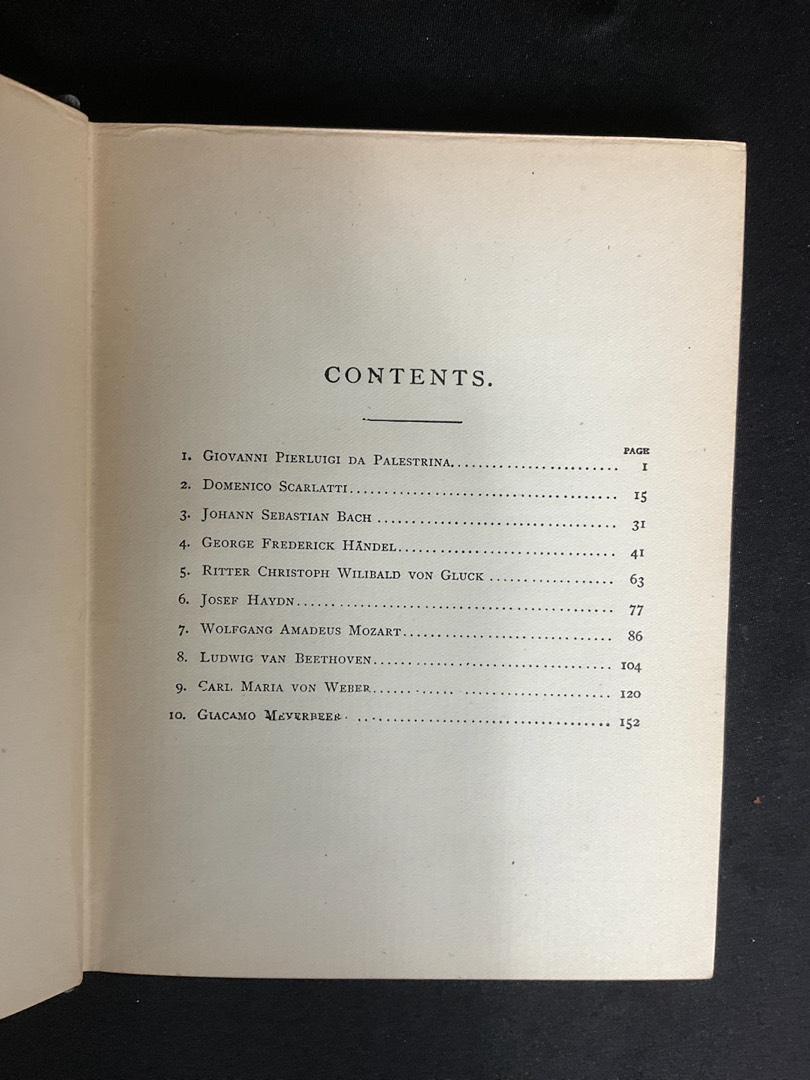 CONTENTS.
PAGE
1. GIOVANNI PIERLUIGI DA PALESTRINA........................ 1
2. DOMENICO SCARLATTI...................................... 15
3. JOHANN SEBASTIAN BACH .................................. 31
4. GEORGE FREDERICK HÄNDEL................................ 41
5. RITTER CHRISTOPH WILIBALD VON GLUCK .................. 63
6. JOSEF HAYDN.............................................. 77
7. WOLFGANG AMADEUS MOZART.............................. 86
8. LUDWIG VAN BEETHOVEN.................................. 104
9. CARL MARIA VON WEBER.................................. 120
10. GIACAMO MEYERBEER .................................... 152